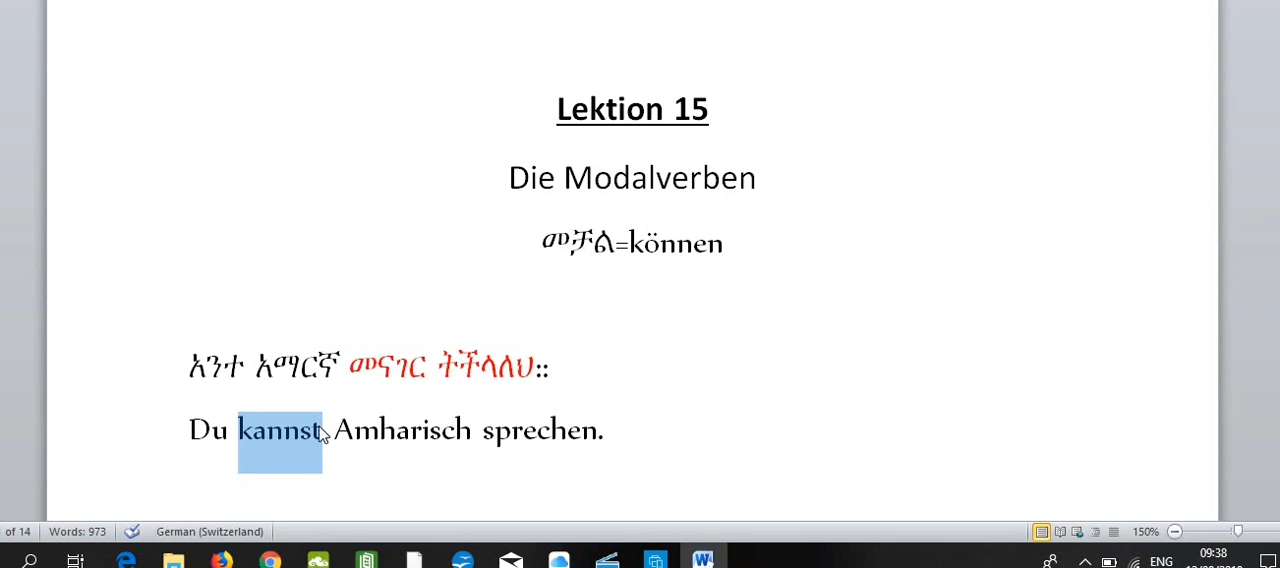 Lektion 15
Die Modalverben
መቻል=können
አንተ አማርኛ መናገር ትችላለህ።
Du kannst Amharisch sprechen.
of 14 Words: 973 German (Switzerland) 150%
ENG 09:38